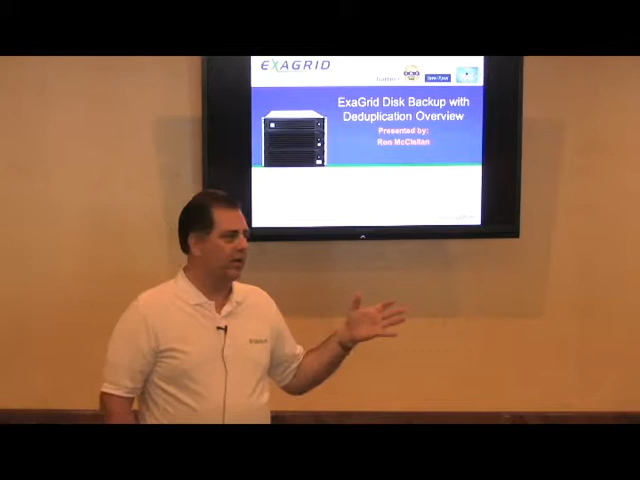 EXAGRID
ExaGrid Disk Backup with
Deduplication Overview
Presented by:
Ron McClellan